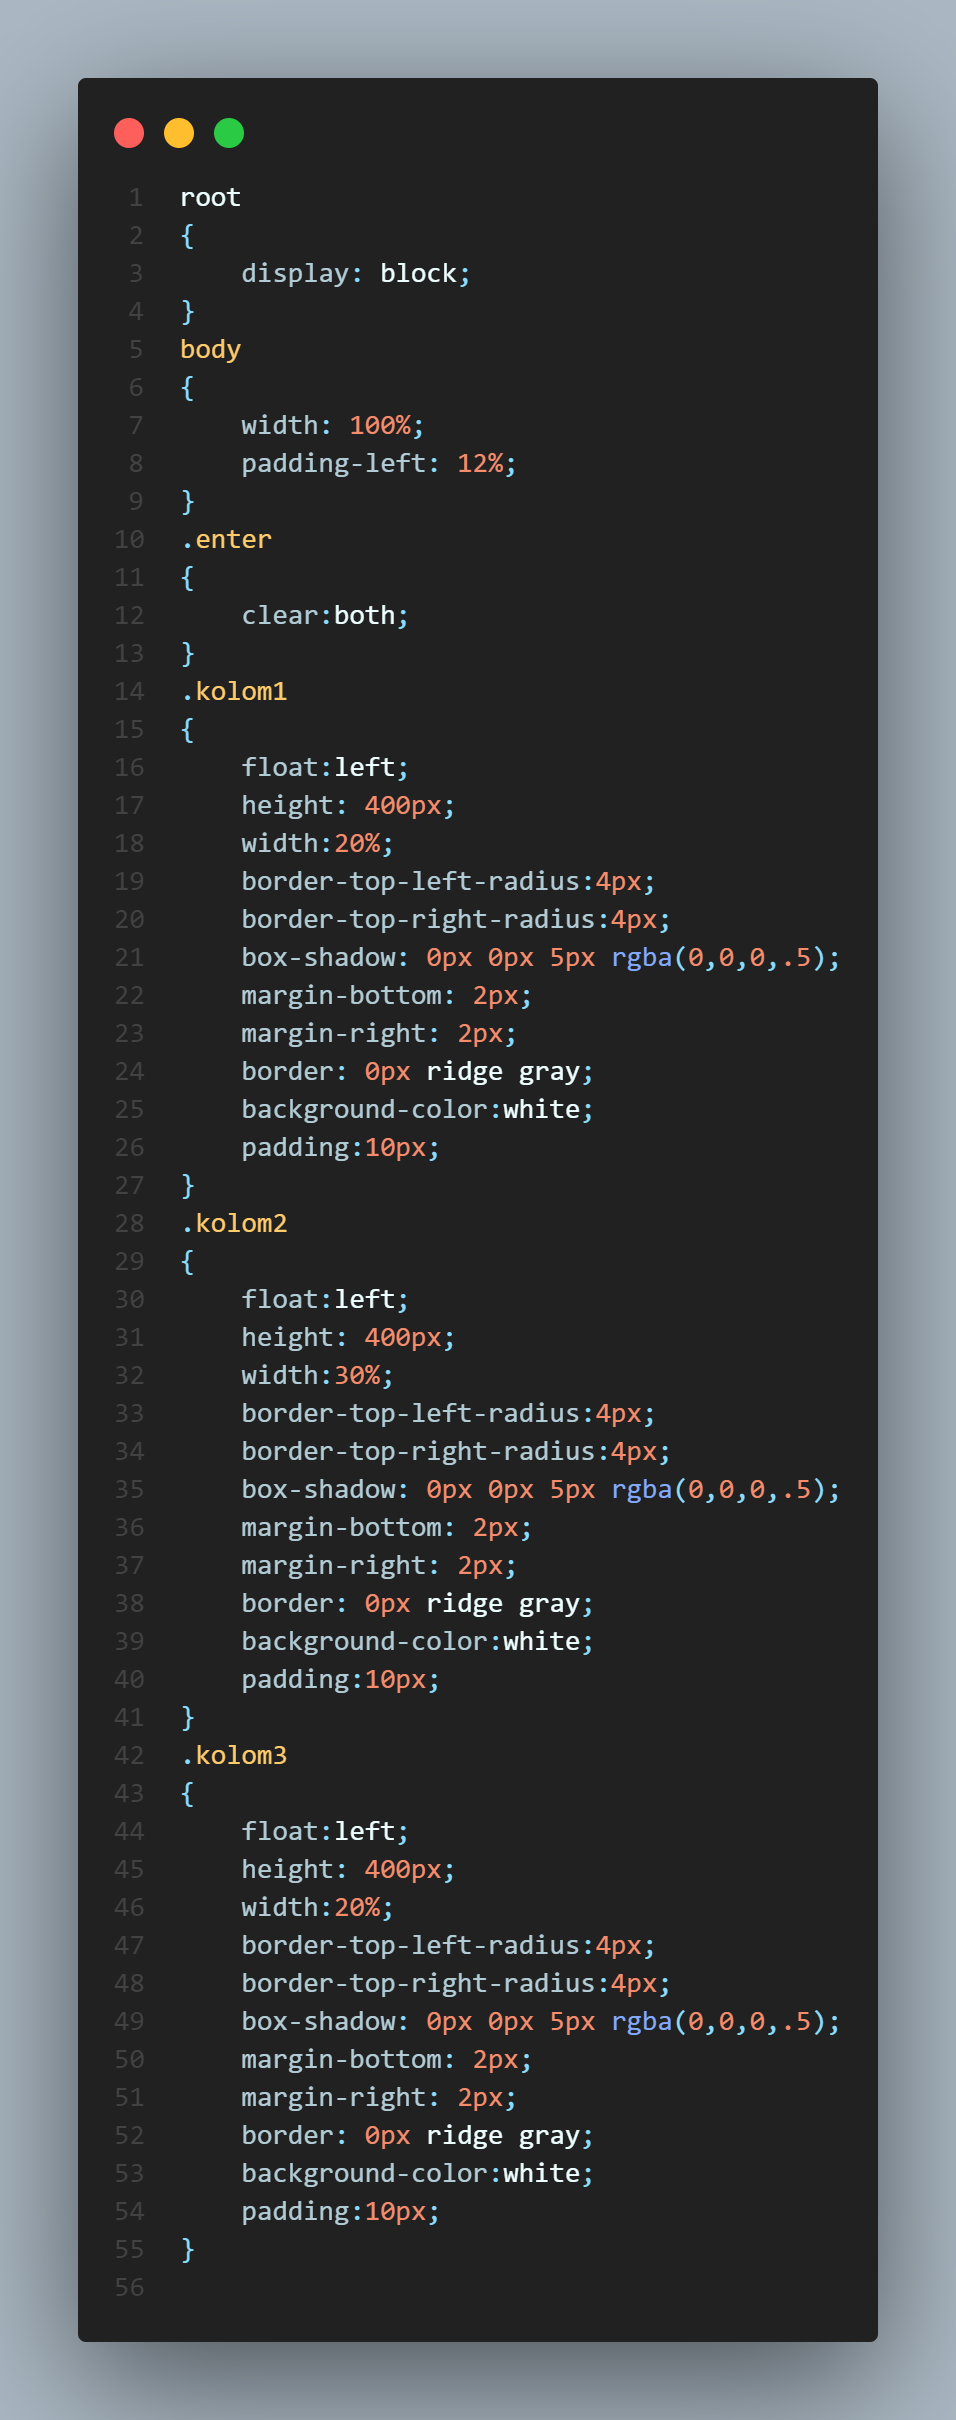 1 root
2 {
3     display: block;
4 }
5 body
6 {
7     width: 100%;
8     padding-left: 12%;
9 }
10 .enter
11 {
12     clear:both;
13 }
14 .kolom1
15 {
16     float:left;
17     height: 400px;
18     width:20%;
19     border-top-left-radius:4px;
20     border-top-right-radius:4px;
21     box-shadow: 0px 0px 5px rgba(0,0,0,.5);
22     margin-bottom: 2px;
23     margin-right: 2px;
24     border: 0px ridge gray;
25     background-color:white;
26     padding:10px;
27 }
28 .kolom2
29 {
30     float:left;
31     height: 400px;
32     width:30%;
33     border-top-left-radius:4px;
34     border-top-right-radius:4px;
35     box-shadow: 0px 0px 5px rgba(0,0,0,.5);
36     margin-bottom: 2px;
37     margin-right: 2px;
38     border: 0px ridge gray;
39     background-color:white;
40     padding:10px;
41 }
42 .kolom3
43 {
44     float:left;
45     height: 400px;
46     width:20%;
47     border-top-left-radius:4px;
48     border-top-right-radius:4px;
49     box-shadow: 0px 0px 5px rgba(0,0,0,.5);
50     margin-bottom: 2px;
51     margin-right: 2px;
52     border: 0px ridge gray;
53     background-color:white;
54     padding:10px;
55 }
56